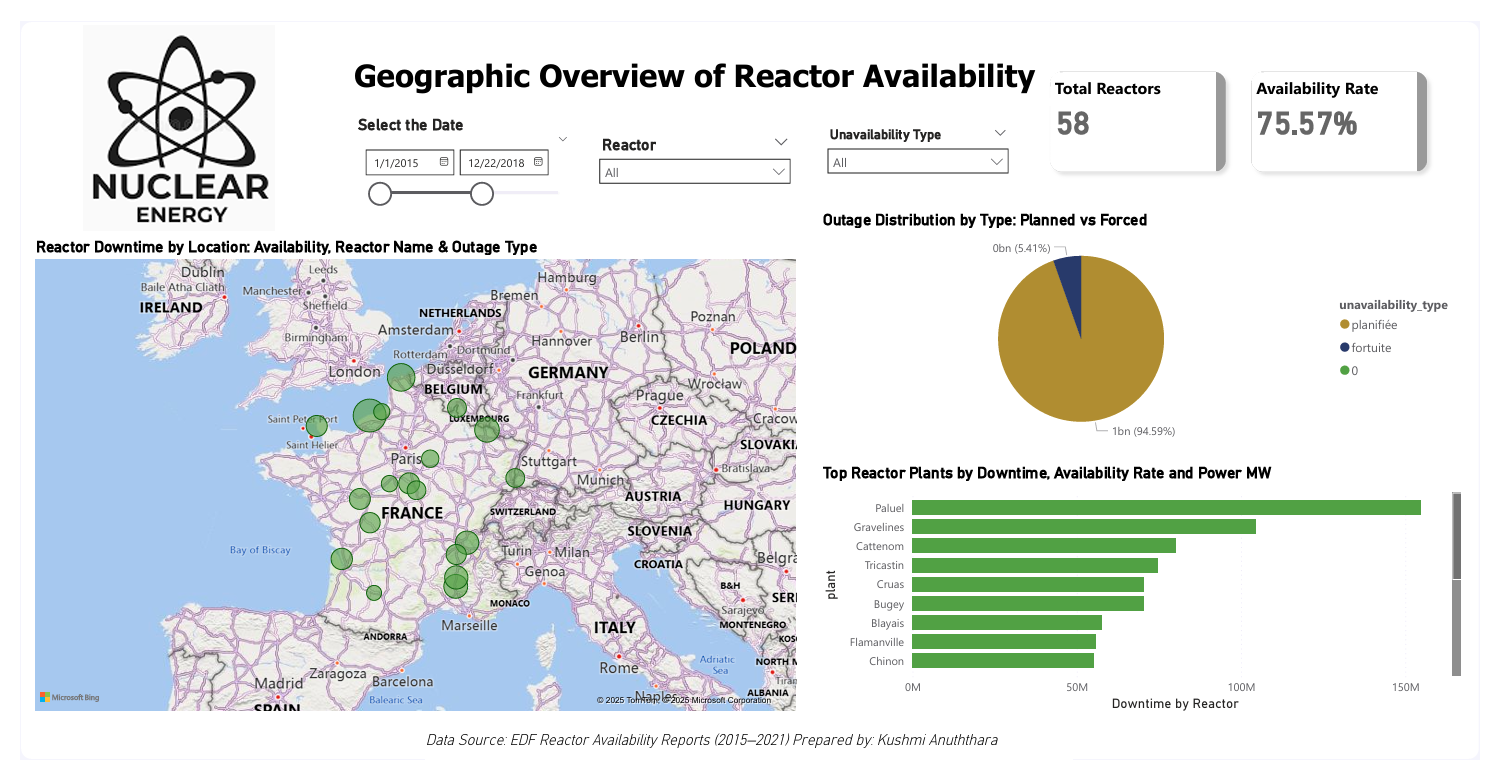 NUCLEAR
ENERGY
Geographic Overview of Reactor Availability
Select the Date
1/1/2015
12/22/2018
Reactor
All
Unavailability Type
All
Total Reactors
58
Availability Rate
75.57%
Reactor Downtime by Location: Availability, Reactor Name & Outage Type
Dublin
Baile Atha Cliath
IRELAND
Leeds
Manchester
Sheffield
Birmingham
London
Hamburg
Bremen
NETHERLANDS
Amsterdam
Rotterdam
Dortmund
Düsseldorf
Hannover
Berlin
Poznan
POLAND
BELGIUM
GERMANY
Wrocław
Frankfurt
Prague
LUXEMBOURG
CZECHIA
Cracow
Saint Peter Port
Saint Helier
SLOVAKI
Paris
Stuttgart
Munich
Bratislava
AUSTRIA
HUNGARY
FRANCE
SWITZERLAND
SLOVENIA
Bay of Biscay
Turin
Milan
CROATIA
Belgra
Genoa
B&H
SERI
MONACO
Sarajevo
Marseille
ITALY
MONTENEGRO
KOSO
ANDORRA
Zaragoza
Rome
Adriatic
Sea
NORTH M
Tiran
Madrid
Barcelona
Balearic Sea
Naples
ALBANIA
SPAIN
Microsoft Bing
© 2025 TomTom, © 2025 Microsoft Corporation
Outage Distribution by Type: Planned vs Forced
0bn (5.41%)
1bn (94.59%)
unavailability_type
planifiée
fortuite
0
Top Reactor Plants by Downtime, Availability Rate and Power MW
plant
Paluel
Gravelines
Cattenom
Tricastin
Cruas
Bugey
Blayais
Flamanville
Chinon
0M
50M
100M
150M
Downtime by Reactor
Data Source: EDF Reactor Availability Reports (2015–2021) Prepared by: Kushmi Anuththara